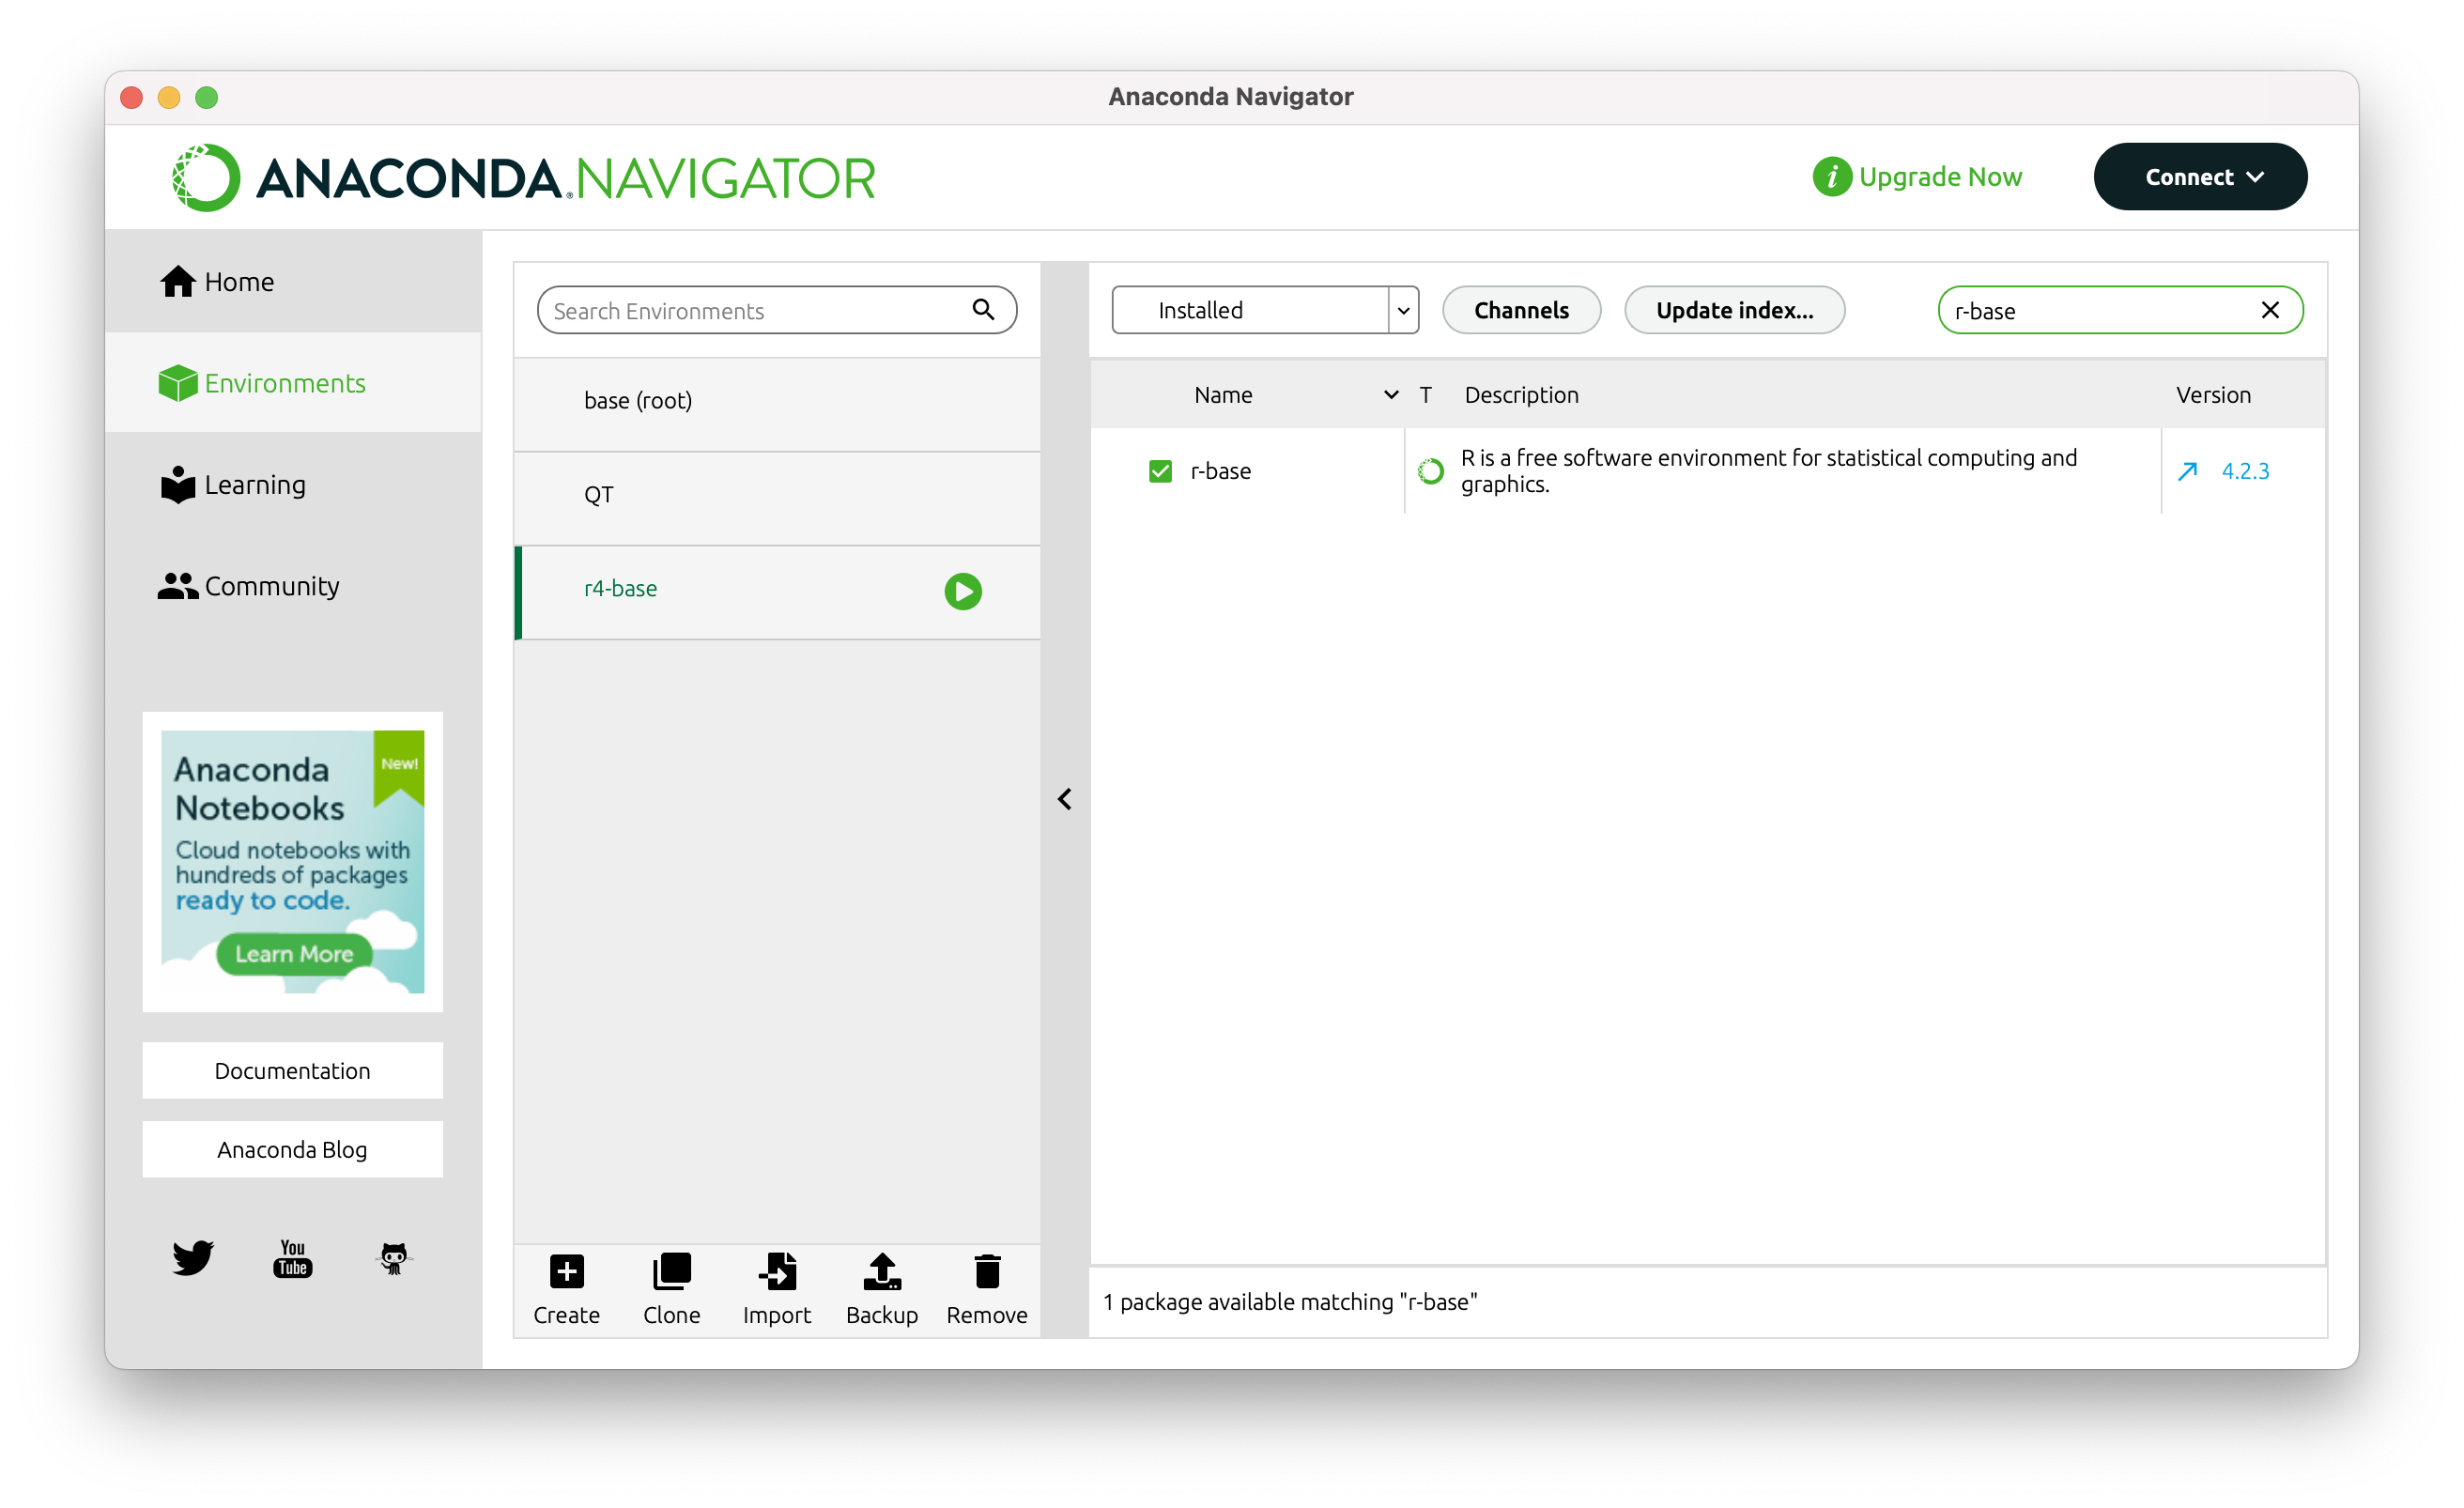 Anaconda Navigator
ANACONDA.NAVIGATOR
Upgrade Now
Connect
Home
Environments
Learning
Community
Anaconda
Notebooks
New!
Cloud notebooks with
hundreds of packages
ready to code.
Learn More
Documentation
Anaconda Blog
You
Tube
Search Environments
base (root)
QT
r4-base
Create
Clone
Import
Backup
Remove
Installed
Channels
Update index...
r-base
Name
T
Description
Version
r-base
R is a free software environment for statistical computing and
graphics.
4.2.3
1 package available matching "r-base"